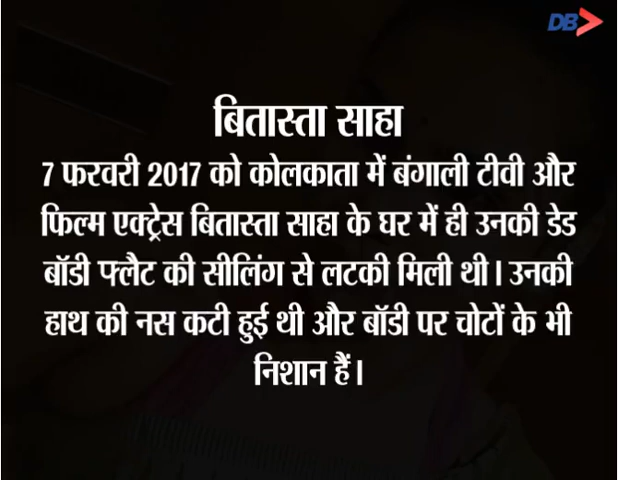 DB
बितास्ता साहा
7 फरवरी 2017 को कोलकाता में बंगाली टीवी और
फिल्म एक्ट्रेस बितास्ता साहा के घर में ही उनकी डेड
बॉडी फ्लैट की सीलिंग से लटकी मिली थी। उनकी
हाथ की नस कटी हुई थी और बॉडी पर चोटों के भी
निशान हैं।